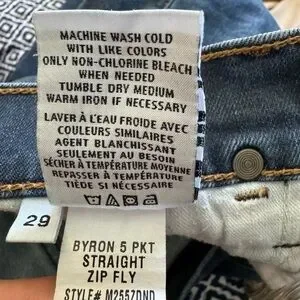 MACHINE WASH COLD
WITH LIKE COLORS
ONLY NON-CHLORINE BLEACH
WHEN NEEDED
TUMBLE DRY MEDIUM
WARM IRON IF NECESSARY
LAVER À L'EAU FROIDE AVEC
COULEURS SIMILAIRES
AGENT BLANCHISSANT
SEULEMENT AU BESOIN
SÉCHER À TEMPÉRATURE MOYENNE
REPASSER À TEMPÉRATURE
TIÈDE SI NÉCESSAIRE
29
BYRON 5 PKT
STRAIGHT
ZIP FLY
STYLE# M255ZDND